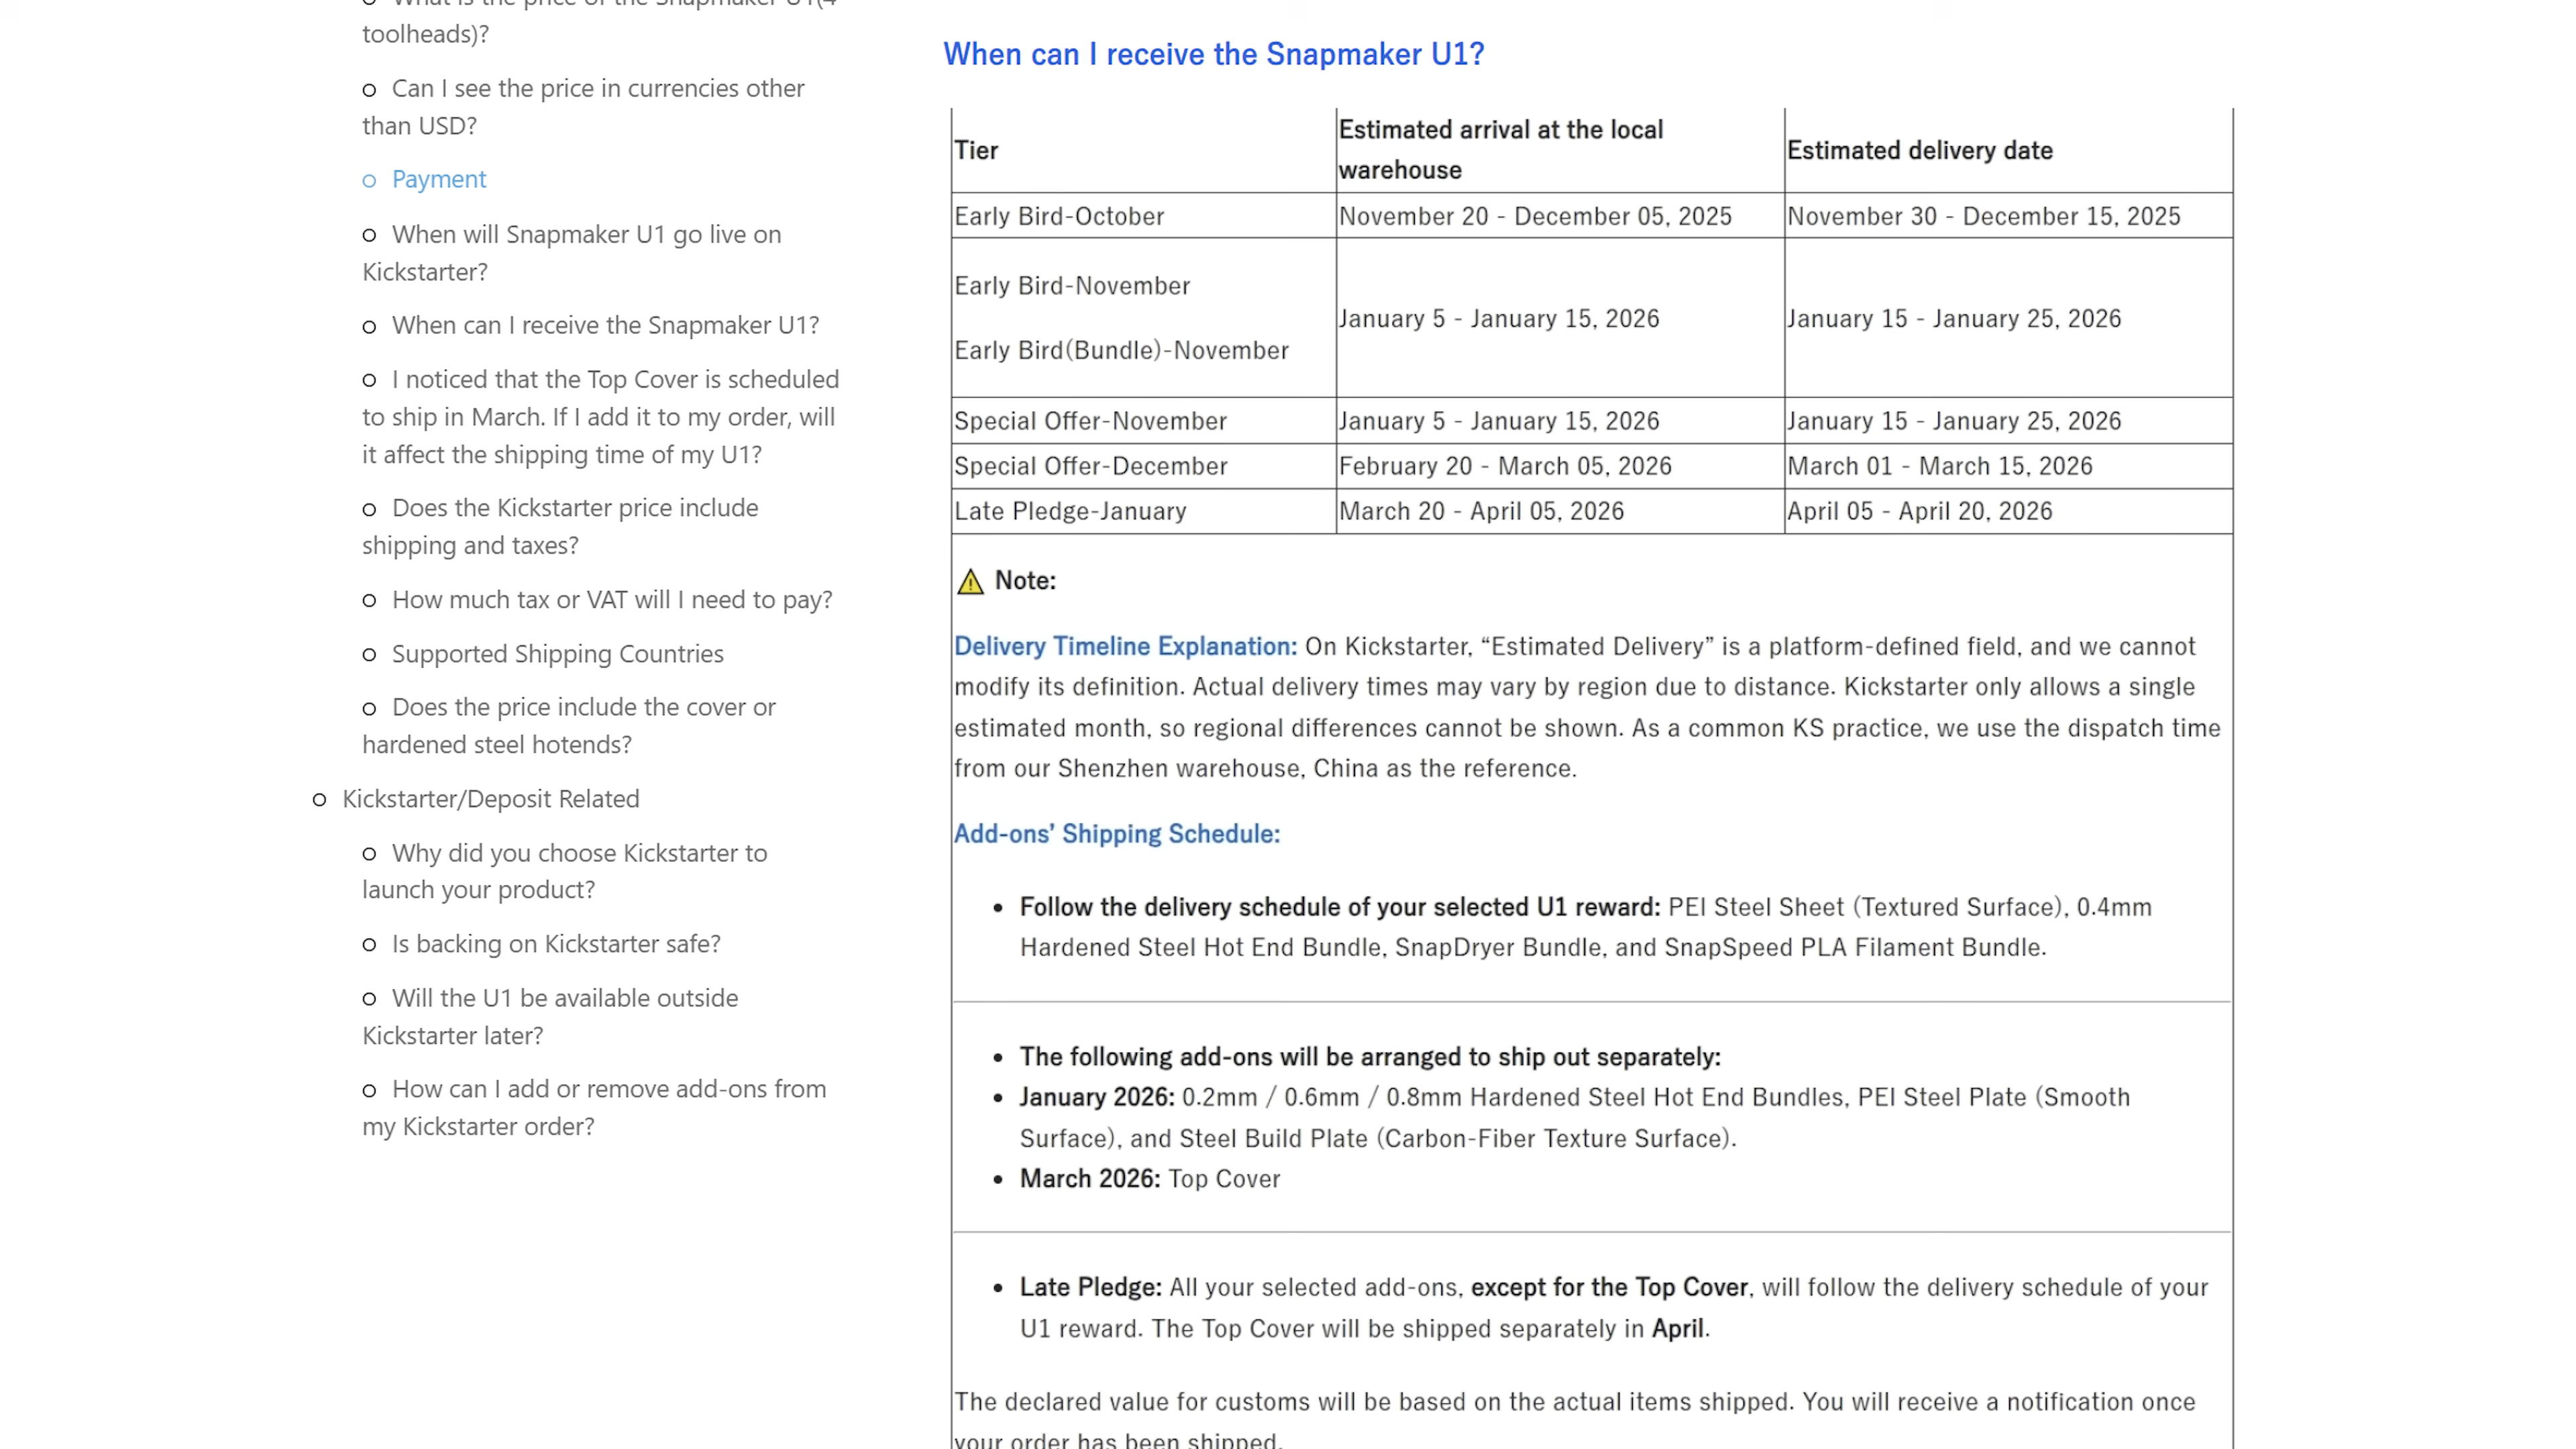 What is the price of the Snapmaker U1(4
toolheads)?
Can I see the price in currencies other
than USD?
Payment
When will Snapmaker U1 go live on
Kickstarter?
When can I receive the Snapmaker U1?
I noticed that the Top Cover is scheduled
to ship in March. If I add it to my order, will
it affect the shipping time of my U1?
Does the Kickstarter price include
shipping and taxes?
How much tax or VAT will I need to pay?
Supported Shipping Countries
Does the price include the cover or
hardened steel hotends?
Kickstarter/Deposit Related
Why did you choose Kickstarter to
launch your product?
Is backing on Kickstarter safe?
Will the U1 be available outside
Kickstarter later?
How can I add or remove add-ons from
my Kickstarter order?
When can I receive the Snapmaker U1?
Tier
Estimated arrival at the local
warehouse
Estimated delivery date
Early Bird-October
November 20 - December 05, 2025
November 30 - December 15, 2025
Early Bird-November
Early Bird(Bundle)-November
January 5 - January 15, 2026
January 15 - January 25, 2026
Special Offer-November
January 5 - January 15, 2026
January 15 - January 25, 2026
Special Offer-December
February 20 - March 05, 2026
March 01 - March 15, 2026
Late Pledge-January
March 20 - April 05, 2026
April 05 - April 20, 2026
⚠ Note:
Delivery Timeline Explanation: On Kickstarter, “Estimated Delivery” is a platform-defined field, and we cannot
modify its definition. Actual delivery times may vary by region due to distance. Kickstarter only allows a single
estimated month, so regional differences cannot be shown. As a common KS practice, we use the dispatch time
from our Shenzhen warehouse, China as the reference.
Add-ons’ Shipping Schedule:
Follow the delivery schedule of your selected U1 reward: PEI Steel Sheet (Textured Surface), 0.4mm
Hardened Steel Hot End Bundle, SnapDryer Bundle, and SnapSpeed PLA Filament Bundle.
The following add-ons will be arranged to ship out separately:
January 2026: 0.2mm / 0.6mm / 0.8mm Hardened Steel Hot End Bundles, PEI Steel Plate (Smooth
Surface), and Steel Build Plate (Carbon-Fiber Texture Surface).
March 2026: Top Cover
Late Pledge: All your selected add-ons, except for the Top Cover, will follow the delivery schedule of your
U1 reward. The Top Cover will be shipped separately in April.
The declared value for customs will be based on the actual items shipped. You will receive a notification once
your order has been shipped.